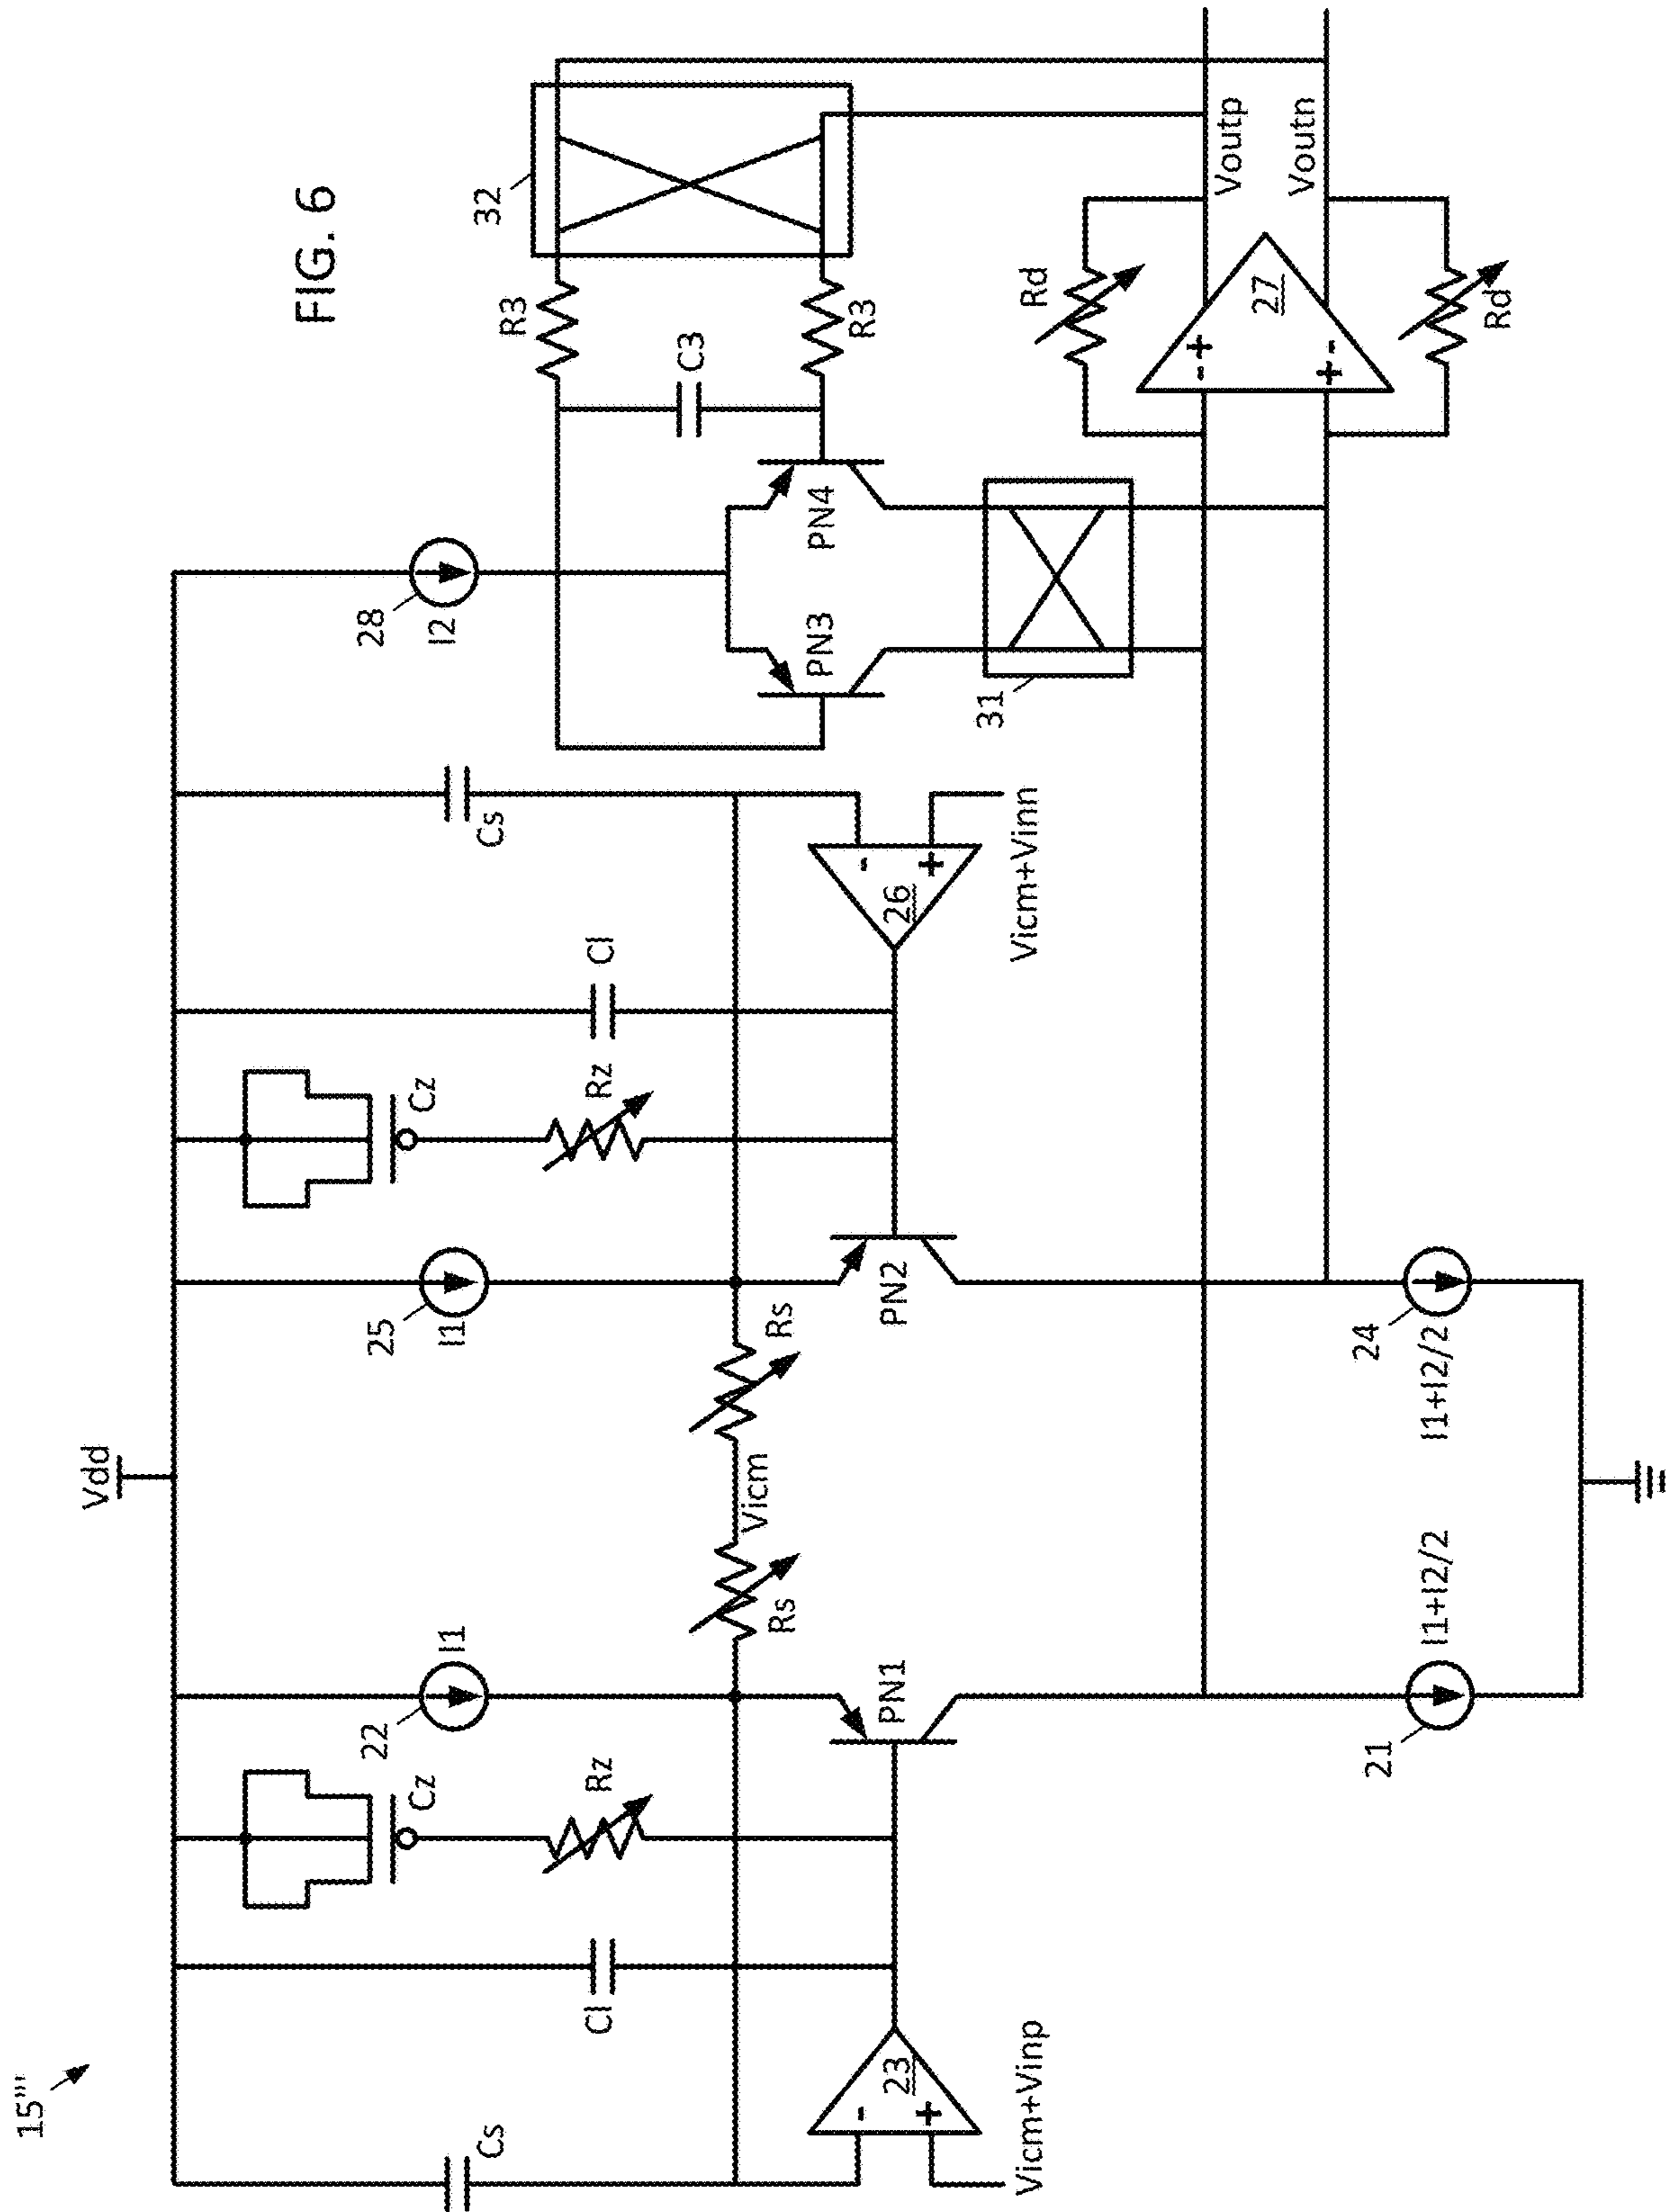 15''''
FIG. 6
Vdd
22
I1
25
I1
28
I2
32
R3
R3
C3
Cs
Cl
Cz
Rz
Cz
Rz
Cl
Cs
Rs
Vicm
Rs
PN1
PN2
PN3
PN4
23
-
+
Vicm+Vinp
26
-
+
Vicm+Vinn
31
Rd
Rd
27
- +
+ -
Voutp
Voutn
21
I1+I2/2
24
I1+I2/2